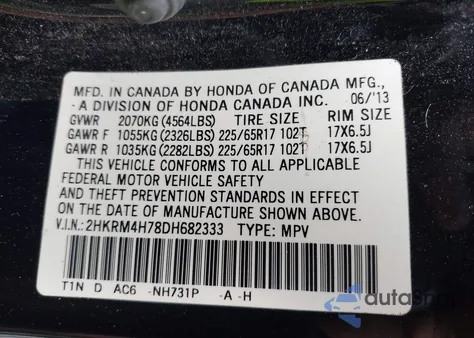 MFD. IN CANADA BY HONDA OF CANADA MFG.,
-A DIVISION OF HONDA CANADA INC. 06/'13
GVWR 2070KG (4564LBS) TIRE SIZE RIM SIZE
GAWR F 1055KG (2326LBS) 225/65R17 102T 17X6.5J
GAWR R 1035KG (2282LBS) 225/65R17 102T 17X6.5J
THIS VEHICLE CONFORMS TO ALL APPLICABLE
FEDERAL MOTOR VEHICLE SAFETY
AND THEFT PREVENTION STANDARDS IN EFFECT
ON THE DATE OF MANUFACTURE SHOWN ABOVE.
V.I.N.: 2HKRM4H78DH682333 TYPE: MPV
T1N D AC6 -NH731P -A -H